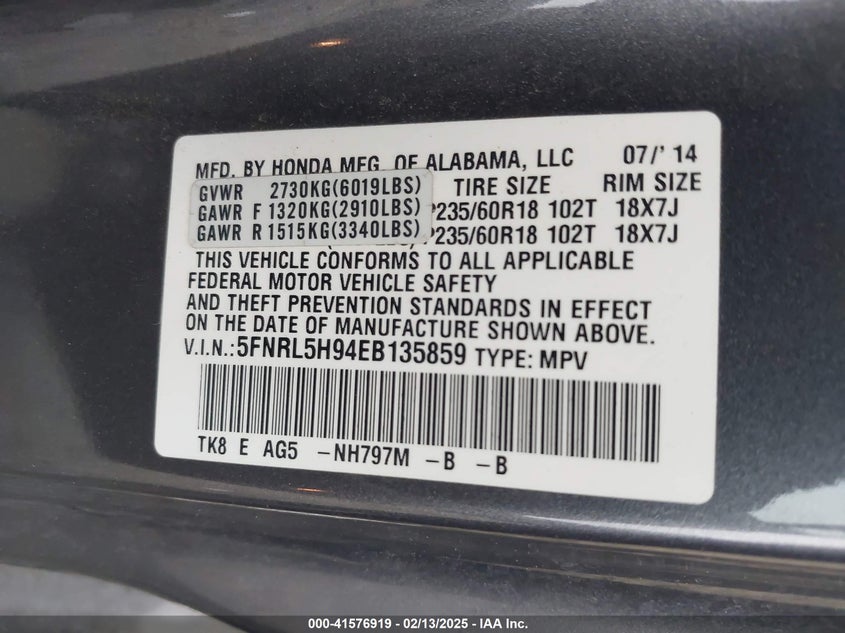 MFD. BY HONDA MFG. OF ALABAMA, LLC 07/' 14
GVWR 2730KG(6019LBS) TIRE SIZE RIM SIZE
GAWR F 1320KG(2910LBS) P235/60R18 102T 18X7J
GAWR R 1515KG(3340LBS) P235/60R18 102T 18X7J
THIS VEHICLE CONFORMS TO ALL APPLICABLE
FEDERAL MOTOR VEHICLE SAFETY
AND THEFT PREVENTION STANDARDS IN EFFECT
ON THE DATE OF MANUFACTURE SHOWN ABOVE.
V.I.N.:5FNRL5H94EB135859 TYPE: MPV
TK8 E AG5 -NH797M -B -B
000-41576919 - 02/13/2025 - IAA Inc.